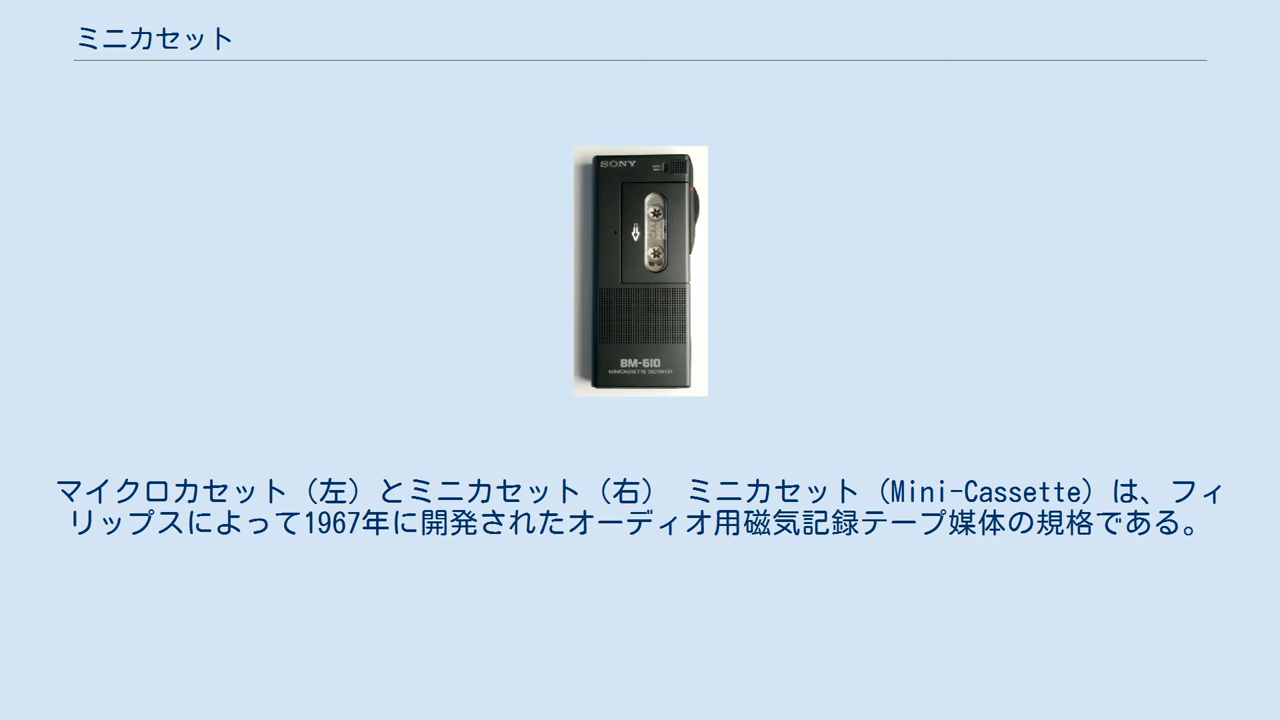 ミニカセット
SONY
BM-610
MINICASSETTE DICTATOR
マイクロカセット（左）とミニカセット（右）　ミニカセット（Mini-Cassette）は、フィ
リップスによって1967年に開発されたオーディオ用磁気記録テープ媒体の規格である。